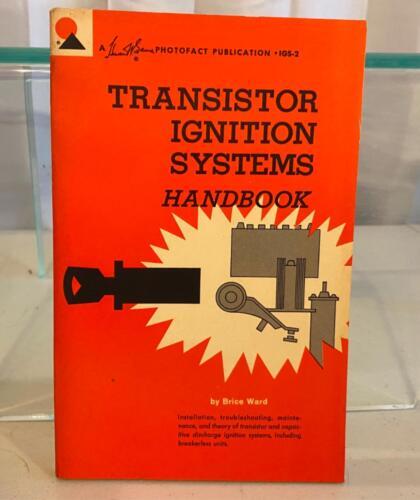 A Howard W. Sams PHOTOFACT PUBLICATION • IGS-2
TRANSISTOR
IGNITION
SYSTEMS
HANDBOOK
by Brice Ward
Installation, troubleshooting, mainte-
nance, and theory of transistor and capac-
itive discharge ignition systems, including
breakerless units.